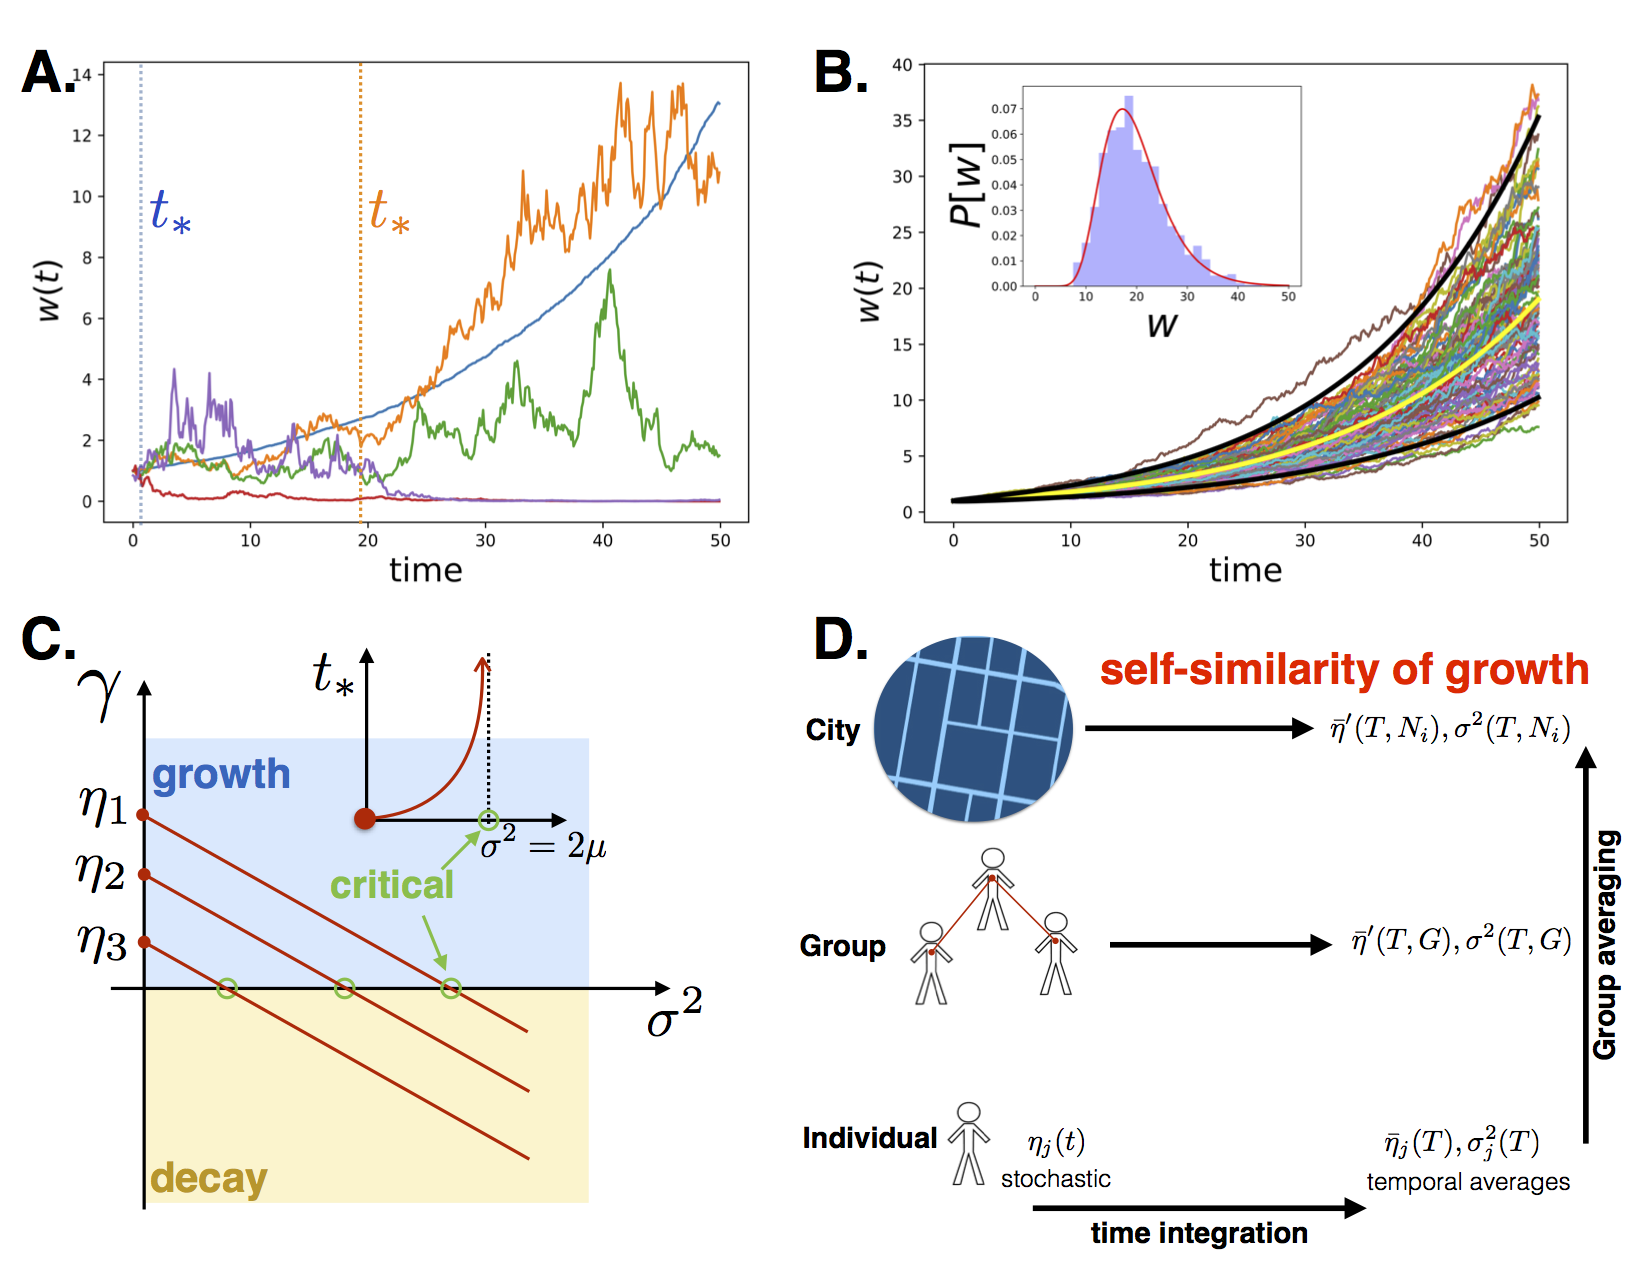 A.
14
12
10
8
6
4
2
0
w(t)
t*
t*
0 10 20 30 40 50
time
B.
40
35
30
25
20
15
10
5
0
w(t)
0.07
0.06
0.05
0.04
0.03
0.02
0.01
0.00
P[w]
0 10 20 30 40 50
w
0 10 20 30 40 50
time
C.
γ
t*
growth
η1
η2
η3
σ² = 2μ
critical
σ²
decay
D.
self-similarity of growth
City
η̄′(T, Nᵢ), σ²(T, Nᵢ)
Group
η̄′(T, G), σ²(T, G)
Group averaging
Individual
ηⱼ(t)
stochastic
η̄ⱼ(T), σⱼ²(T)
temporal averages
time integration